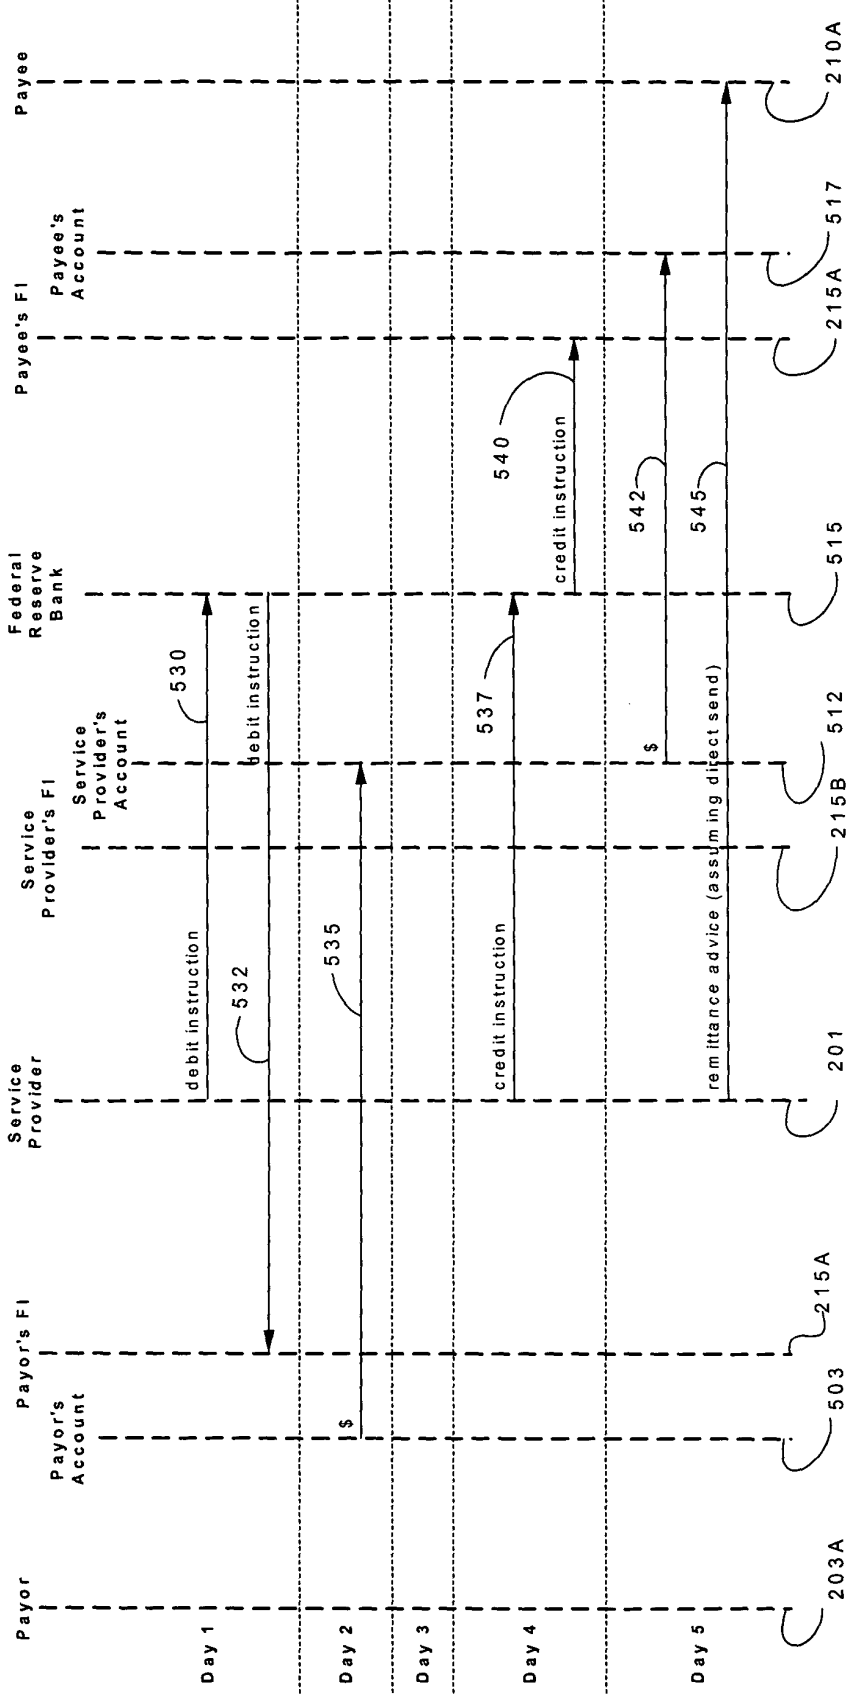 Payor
Payor's
Account
Payor's FI
Service
Provider
Service
Provider's FI
Service
Provider's
Account
Federal
Reserve
Bank
Payee's FI
Payee's
Account
Payee
Day 1
debit instruction
530
532
debit instruction
Day 2
$
535
Day 3
Day 4
credit instruction
537
credit instruction
540
Day 5
$
542
remittance advice (assuming direct send)
545
203A
503
215A
201
215B
512
515
215A
517
210A